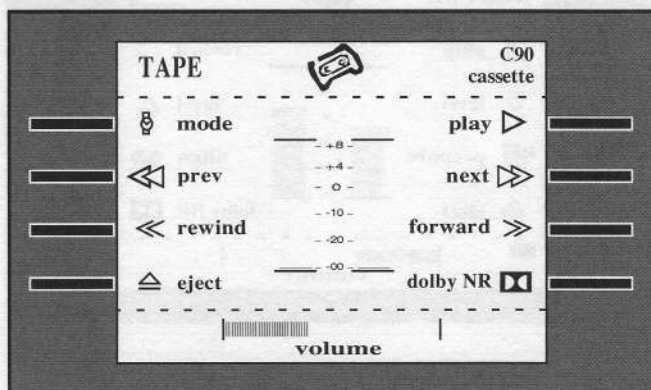 TAPE
C90
cassette
mode
play
+8
prev
+4
next
0
-10
rewind
forward
-20
eject
-00
dolby NR
volume